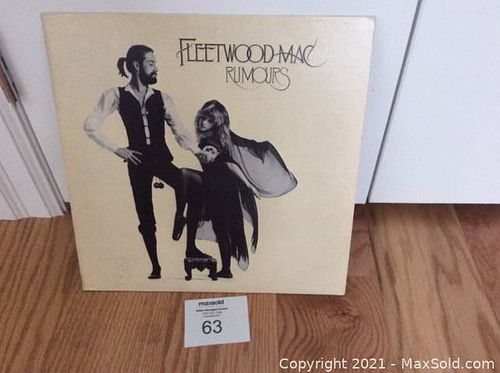 FLEETWOOD MAC
RUMOURS
maxsold
63
Copyright 2021 - MaxSold.com